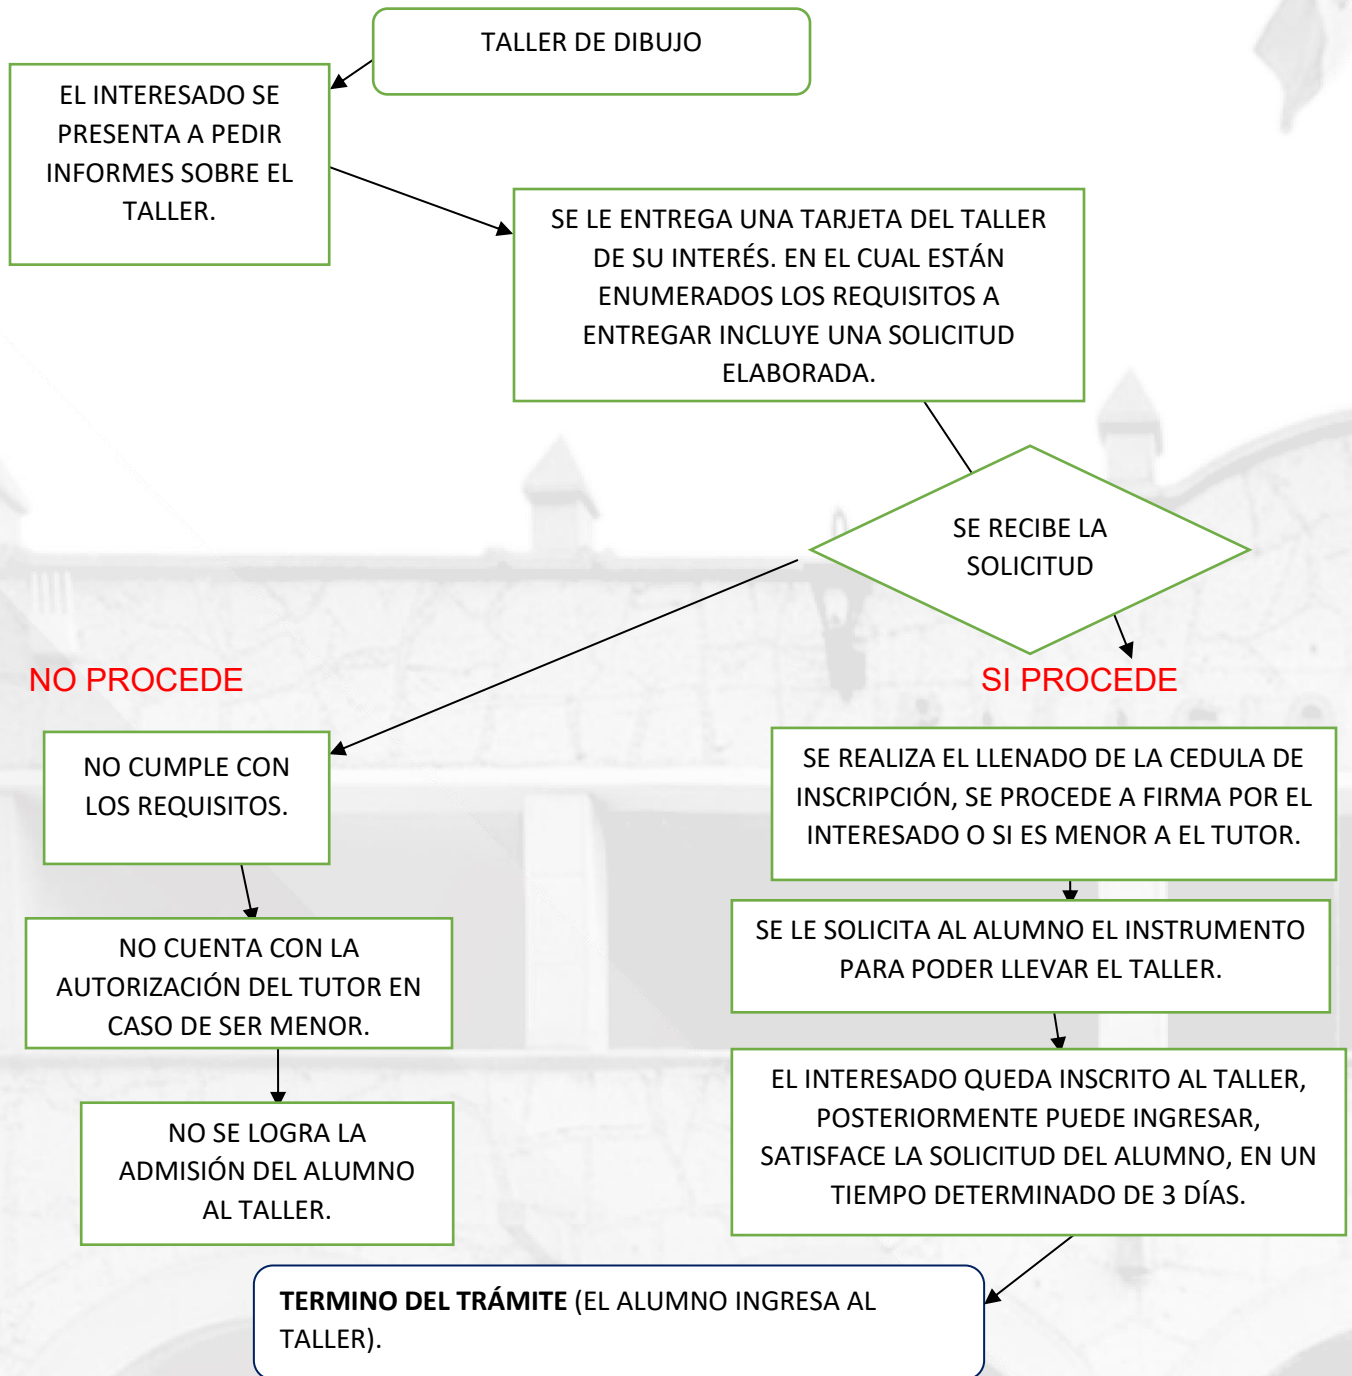 TALLER DE DIBUJO
EL INTERESADO SE
PRESENTA A PEDIR
INFORMES SOBRE EL
TALLER.
SE LE ENTREGA UNA TARJETA DEL TALLER
DE SU INTERÉS. EN EL CUAL ESTÁN
ENUMERADOS LOS REQUISITOS A
ENTREGAR INCLUYE UNA SOLICITUD
ELABORADA.
SE RECIBE LA
SOLICITUD
NO PROCEDE
NO CUMPLE CON
LOS REQUISITOS.
NO CUENTA CON LA
AUTORIZACIÓN DEL TUTOR EN
CASO DE SER MENOR.
NO SE LOGRA LA
ADMISIÓN DEL ALUMNO
AL TALLER.
SI PROCEDE
SE REALIZA EL LLENADO DE LA CEDULA DE
INSCRIPCIÓN, SE PROCEDE A FIRMA POR EL
INTERESADO O SI ES MENOR A EL TUTOR.
SE LE SOLICITA AL ALUMNO EL INSTRUMENTO
PARA PODER LLEVAR EL TALLER.
EL INTERESADO QUEDA INSCRITO AL TALLER,
POSTERIORMENTE PUEDE INGRESAR,
SATISFACE LA SOLICITUD DEL ALUMNO, EN UN
TIEMPO DETERMINADO DE 3 DÍAS.
TERMINO DEL TRÁMITE (EL ALUMNO INGRESA AL
TALLER).